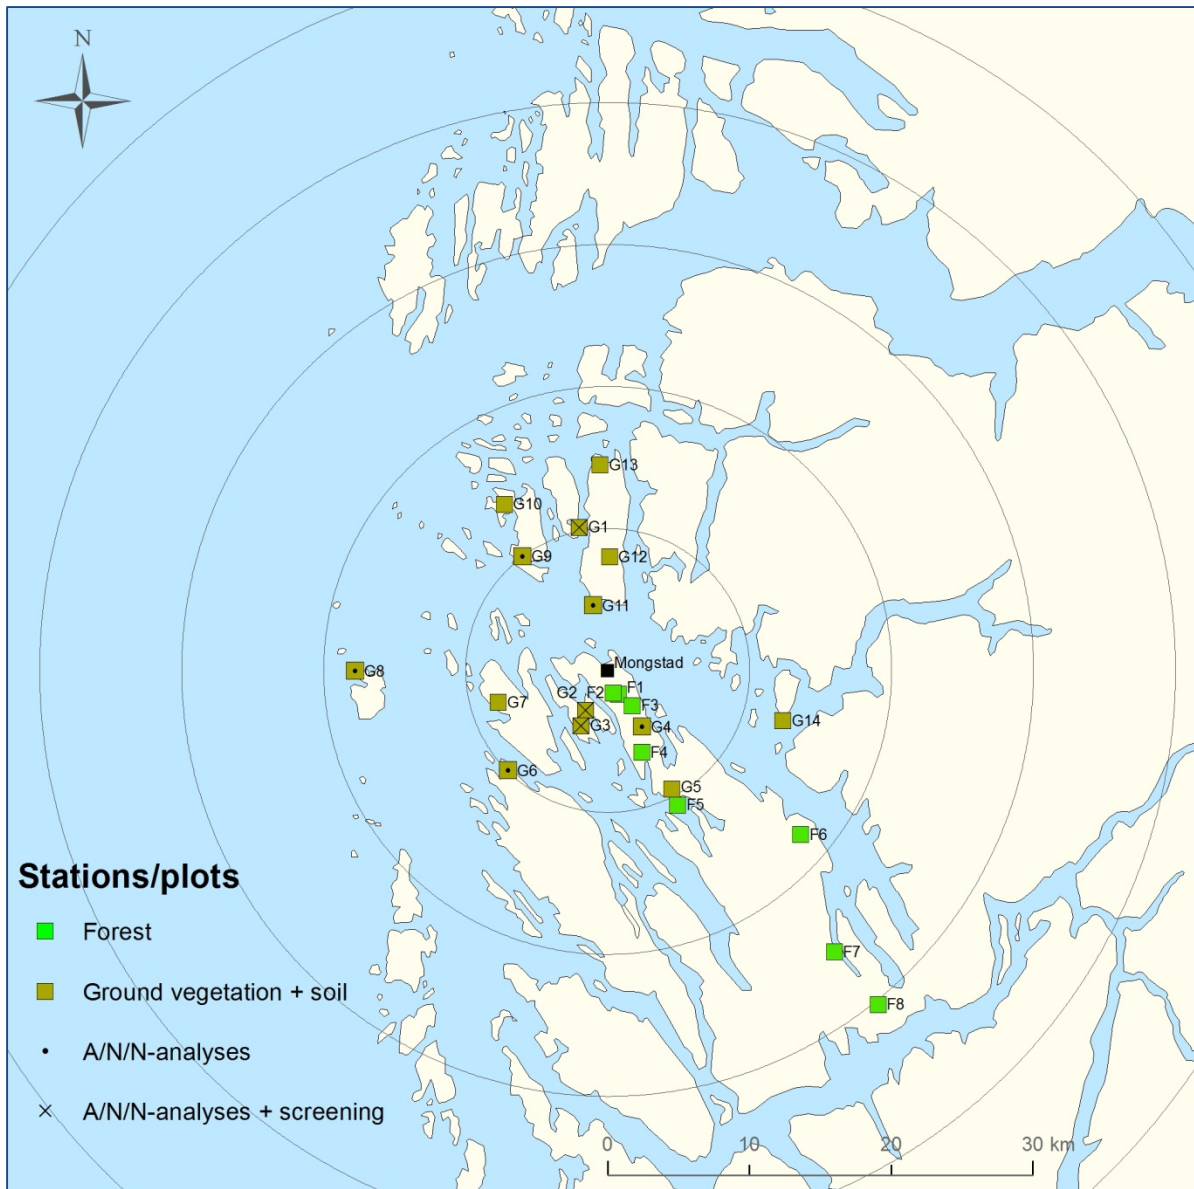 N
G13
G10
G1
G9
G12
G11
Mongstad
G8
F1
G2
F2
G7
F3
G14
G3
G4
F4
G6
G5
F5
F6
Stations/plots
Forest
F7
Ground vegetation + soil
F8
A/N/N-analyses
A/N/N-analyses + screening
0 10 20 30 km